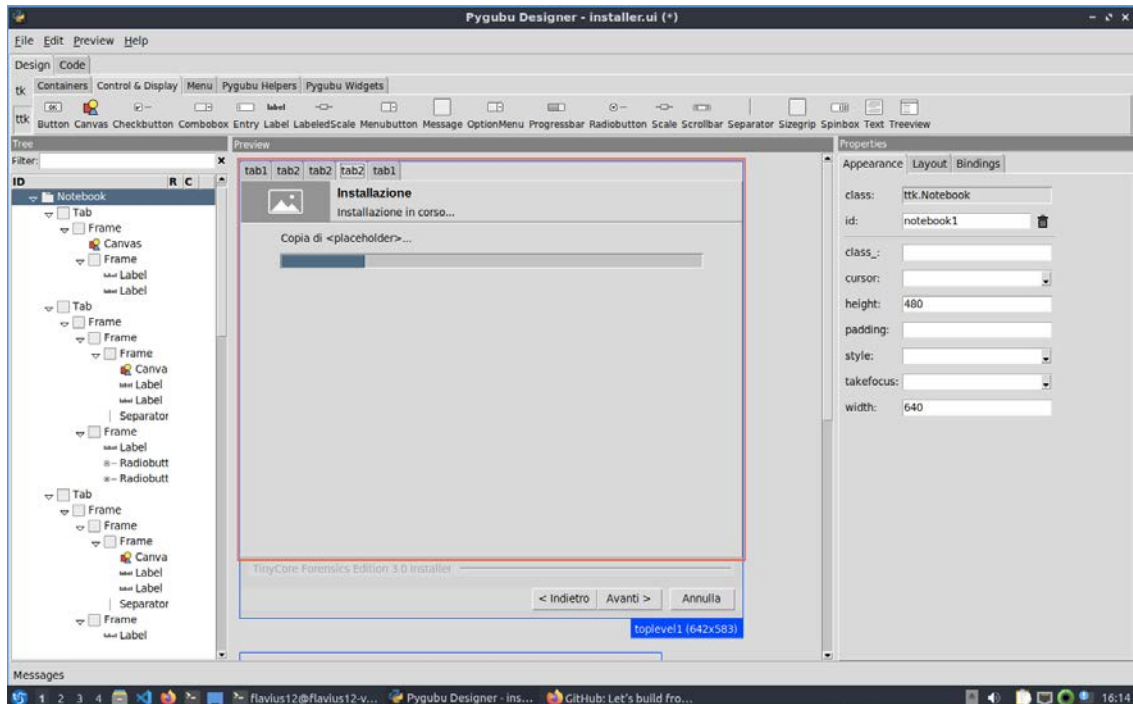 Pygubu Designer - installer.ui (*)
File Edit Preview Help
Design Code
tk
Containers Control & Display Menu Pygubu Helpers Pygubu Widgets
ttk
Button Canvas Checkbutton Combobox Entry Label LabeledScale Menubutton Message OptionMenu Progressbar Radiobutton Scale Scrollbar Separator Sizegrip Spinbox Text Treeview
Tree
Filter:
ID R C
Notebook
Tab
Frame
Canvas
Frame
Label
Label
Tab
Frame
Frame
Frame
Canva
Label
Label
Separator
Frame
Label
Radiobutt
Radiobutt
Tab
Frame
Frame
Frame
Canva
Label
Label
Separator
Frame
Label
Preview
tab1 tab2 tab2 tab2 tab1
Installazione
Installazione in corso...
Copia di <placeholder>...
TinyCore Forensics Edition 3.0 Installer
< Indietro Avanti > Annulla
toplevel1 (642x583)
Properties
Appearance Layout Bindings
class: ttk.Notebook
id: notebook1
class_:
cursor:
height: 480
padding:
style:
takefocus:
width: 640
Messages
1 2 3 4 flavius12@flavius12-v... Pygubu Designer - ins... GitHub: Let's build fro... 16:14